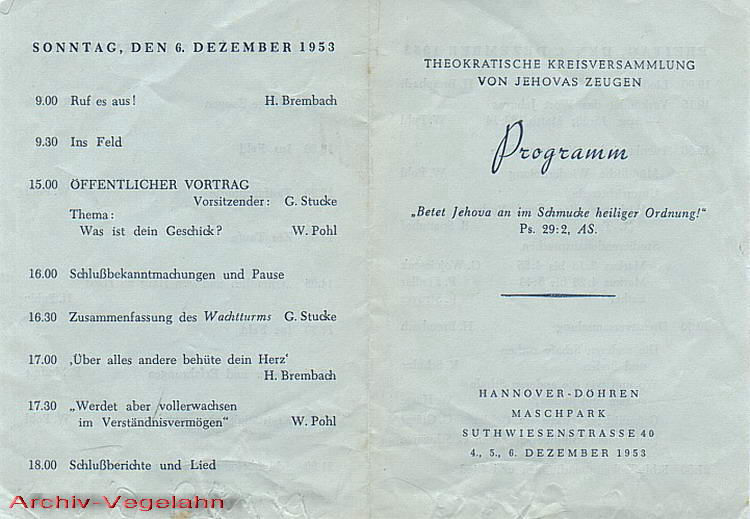 SONNTAG, DEN 6. DEZEMBER 1953
9.00 Ruf es aus! H. Brembach
9.30 Ins Feld
15.00 ÖFFENTLICHER VORTRAG
Vorsitzender: G. Stucke
Thema:
Was ist dein Geschick? W. Pohl
16.00 Schlußbekanntmachungen und Pause
16.30 Zusammenfassung des Wachtturms G. Stucke
17.00 ‚Über alles andere behüte dein Herz‘
H. Brembach
17.30 „Werdet aber vollerwachsen
im Verständnisvermögen“ W. Pohl
18.00 Schlußberichte und Lied
Archiv-Vegelahn
THEOKRATISCHE KREISVERSAMMLUNG
VON JEHOVAS ZEUGEN
Programm
„Betet Jehova an im Schmucke heiliger Ordnung!“
Ps. 29:2, AS.
HANNOVER-DÖHREN
MASCHPARK
SUTHWIESENSTRASSE 40
4., 5., 6. DEZEMBER 1953